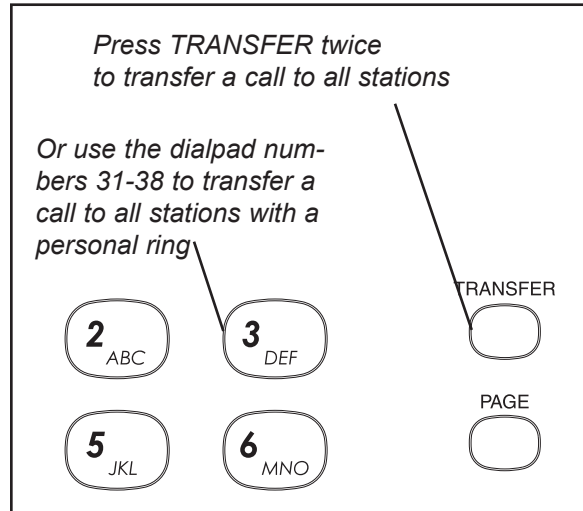 Press TRANSFER twice
to transfer a call to all stations
Or use the dialpad num-
bers 31-38 to transfer a
call to all stations with a
personal ring
TRANSFER
2 ABC
3 DEF
PAGE
5 JKL
6 MNO